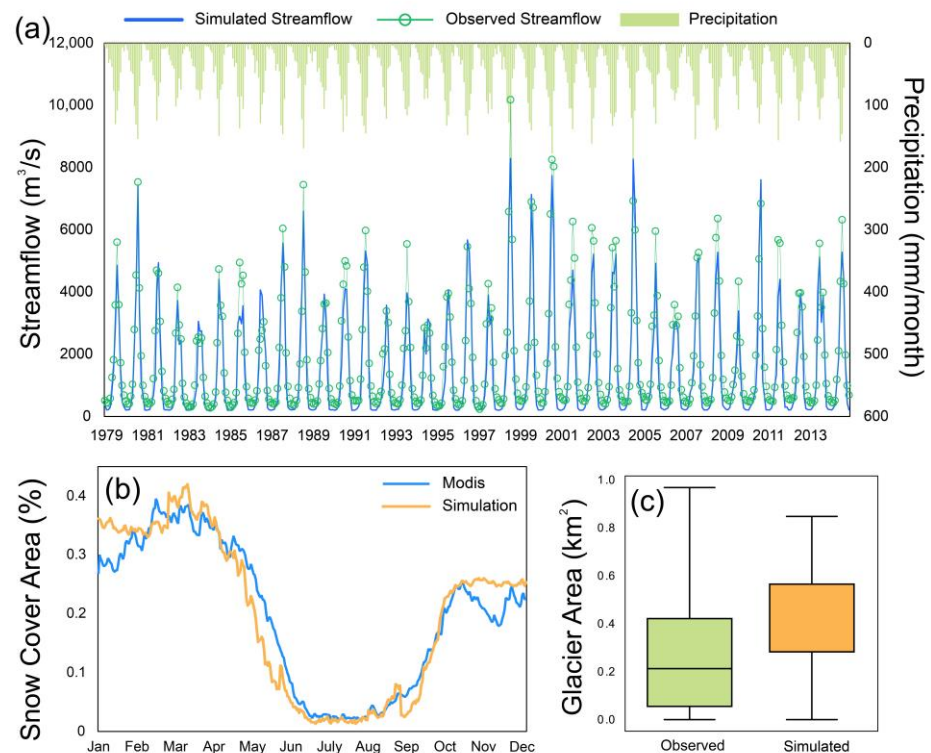 Simulated Streamflow Observed Streamflow Precipitation
(a)
Streamflow (m³/s)
12,000
10,000
8000
6000
4000
2000
0
0
100
200
300
400
500
600
Precipitation (mm/month)
1979 1981 1983 1985 1987 1989 1991 1993 1995 1997 1999 2001 2003 2005 2007 2009 2011 2013
(b)
Modis
Simulation
Snow Cover Area (%)
0.4
0.3
0.2
0.1
0
Jan Feb Mar Apr May Jun July Aug Sep Oct Nov Dec
(c)
Glacier Area (km²)
1.0
0.8
0.6
0.4
0.2
0.0
Observed Simulated